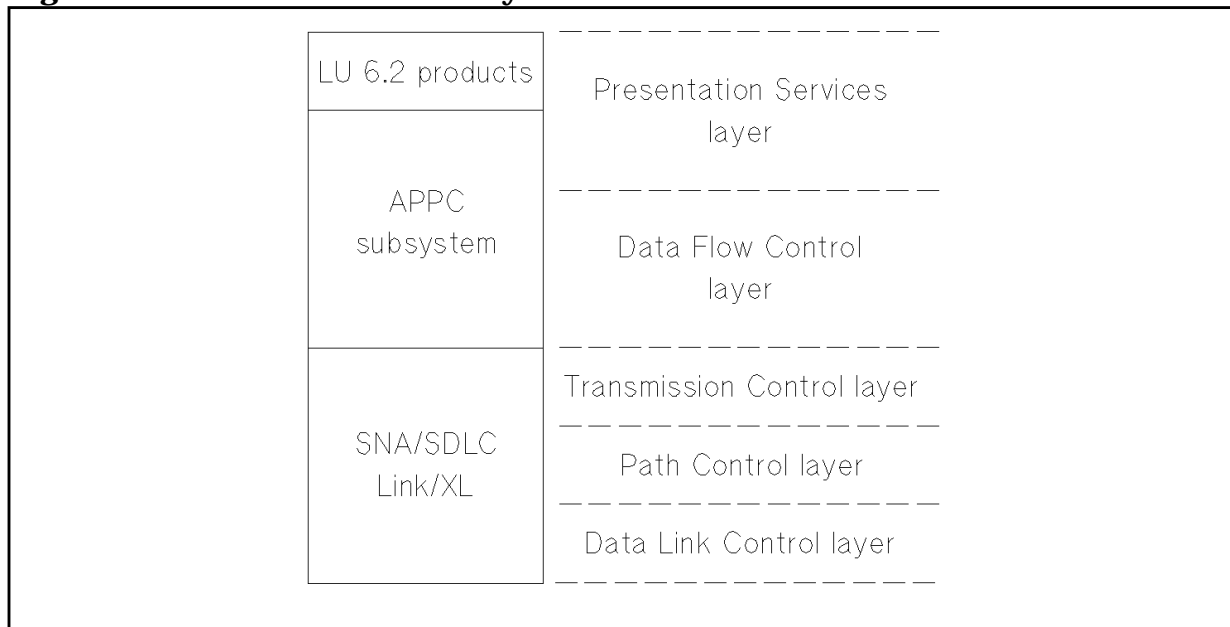 LU 6.2 products
Presentation Services
layer
APPC
subsystem
Data Flow Control
layer
Transmission Control layer
SNA/SDLC
Link/XL
Path Control layer
Data Link Control layer